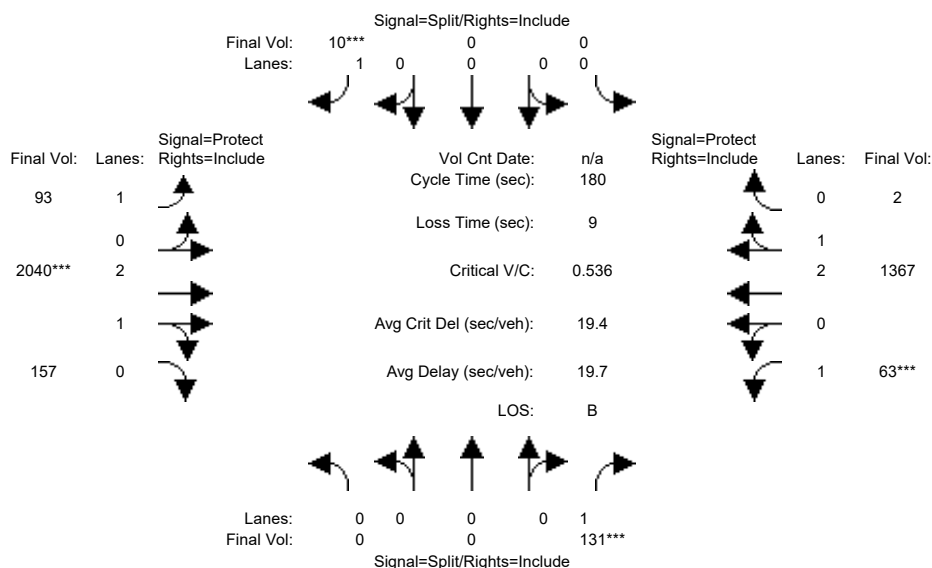 Signal=Split/Rights=Include
Final Vol: 10*** 0 0
Lanes: 1 0 0 0 0
Signal=Protect
Final Vol: Lanes: Rights=Include
Vol Cnt Date: n/a
Signal=Protect
Rights=Include Lanes: Final Vol:
Cycle Time (sec): 180
93 1
0 2
Loss Time (sec): 9
0
1
2040*** 2
Critical V/C: 0.536
2 1367
1
Avg Crit Del (sec/veh): 19.4
0
157 0
Avg Delay (sec/veh): 19.7
1 63***
LOS: B
Lanes: 0 0 0 0 1
Final Vol: 0 0 131***
Signal=Split/Rights=Include